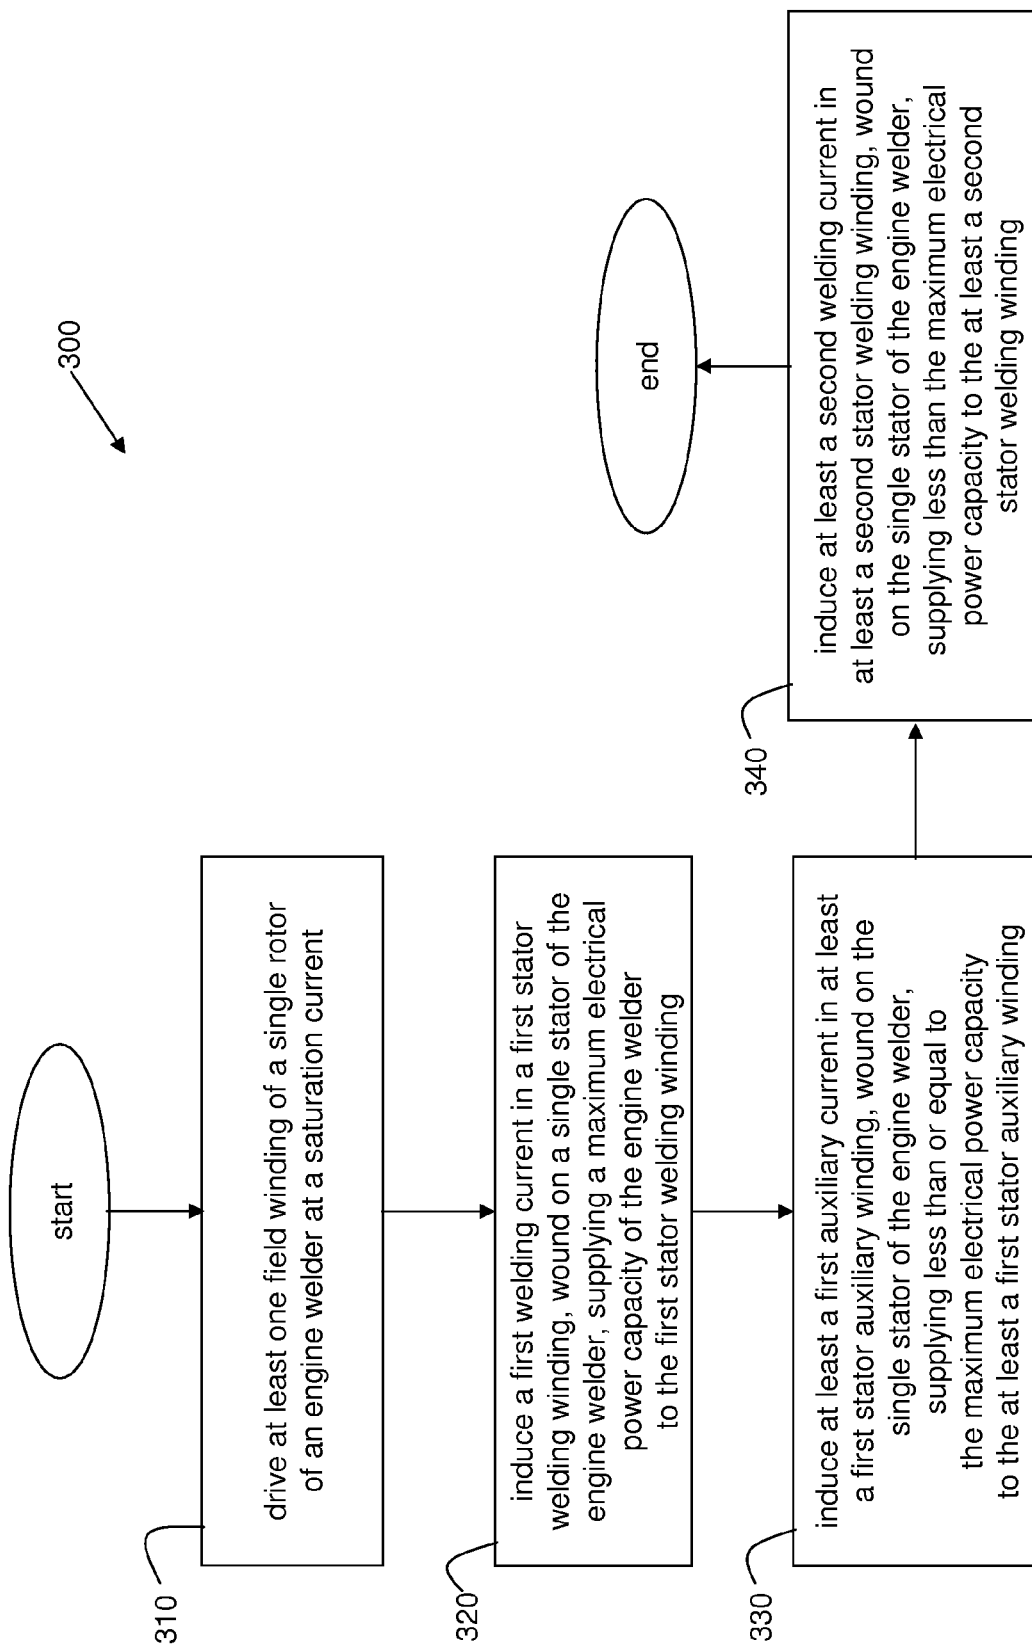 300
start
310
drive at least one field winding of a single rotor
of an engine welder at a saturation current
320
induce a first welding current in a first stator
welding winding, wound on a single stator of the
engine welder, supplying a maximum electrical
power capacity of the engine welder
to the first stator welding winding
330
induce at least a first auxiliary current in at least
a first stator auxiliary winding, wound on the
single stator of the engine welder,
supplying less than or equal to
the maximum electrical power capacity
to the at least a first stator auxiliary winding
340
induce at least a second welding current in
at least a second stator welding winding, wound
on the single stator of the engine welder,
supplying less than the maximum electrical
power capacity to the at least a second
stator welding winding
end